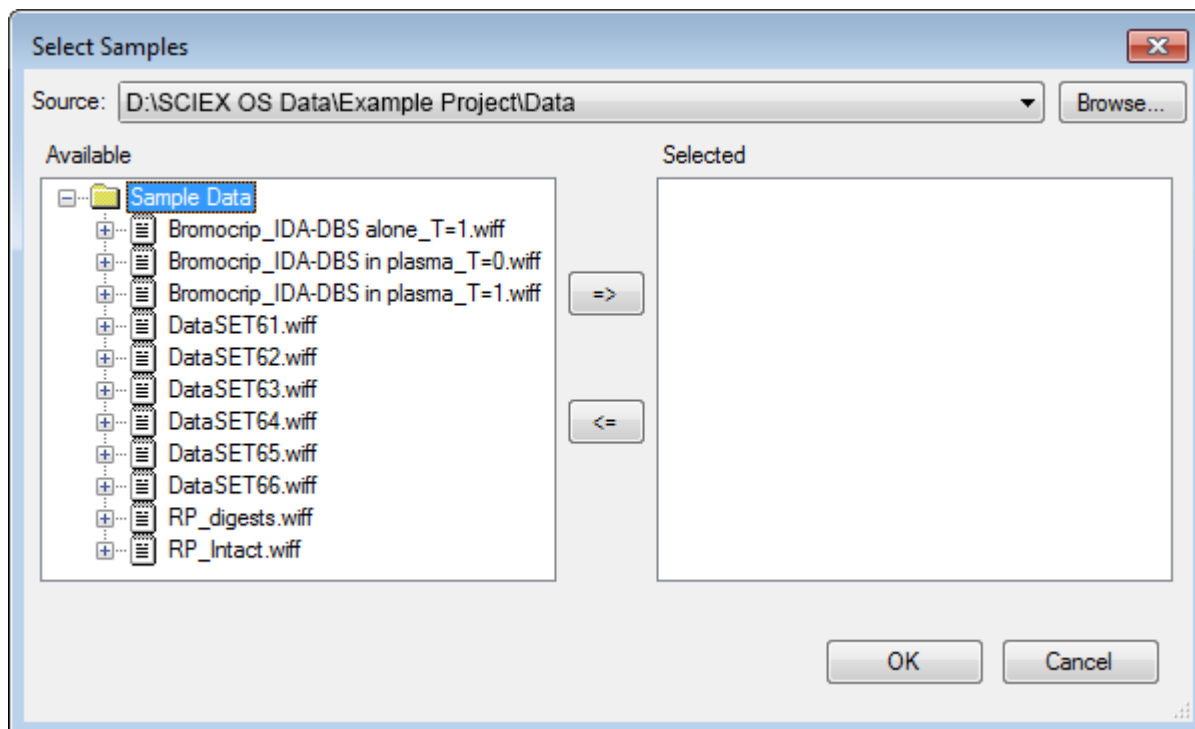 Select Samples
Source: D:\SCIEX OS Data\Example Project\Data Browse...
Available Selected
Sample Data
Bromocrip_IDA-DBS alone_T=1.wiff
Bromocrip_IDA-DBS in plasma_T=0.wiff
Bromocrip_IDA-DBS in plasma_T=1.wiff
=>
DataSET61.wiff
DataSET62.wiff
DataSET63.wiff
DataSET64.wiff
<=
DataSET65.wiff
DataSET66.wiff
RP_digests.wiff
RP_Intact.wiff
OK Cancel